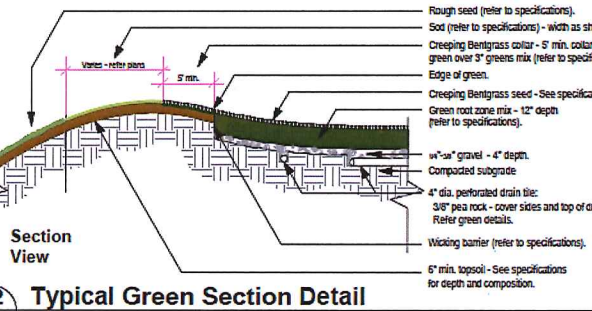 Rough seed (refer to specifications).
Sod (refer to specifications) - width as sh
Creeping Bentgrass collar - 5' min. collar
green over 3" greens mix (refer to specif
Edge of green.
Creeping Bentgrass seed - See specifica
Green root zone mix - 12" depth
(refer to specifications).
gravel - 4" depth.
Compacted subgrade
4" dia. perforated drain tile:
3/8" pea rock - cover sides and top of d
Refer green details.
Wicking barrier (refer to specifications).
6" min. topsoil - See specifications
for depth and composition.
Varies - refer plans
5' min.
Section
View
2 Typical Green Section Detail